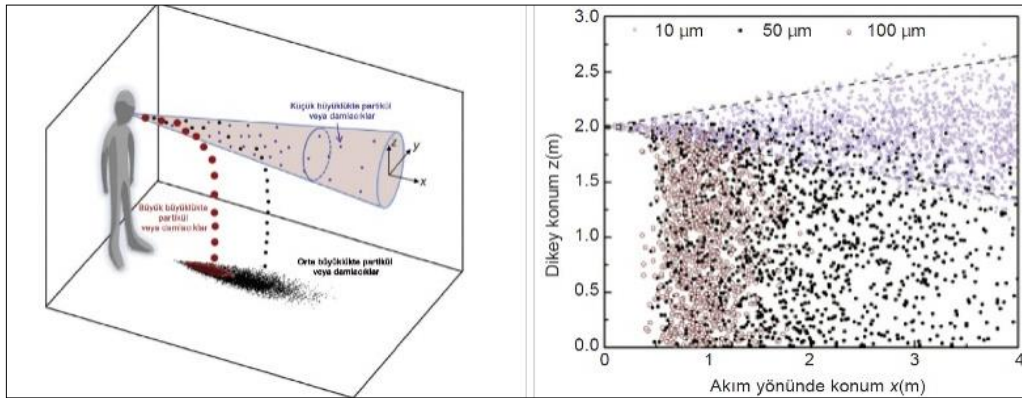 Küçük büyüklükte partikül
veya damlacıklar
z
y
x
Büyük büyüklükte
partikül
veya damlacıklar
Orta büyüklükte partikül
veya damlacıklar
10 µm
50 µm
100 µm
Dikey konum z(m)
3.0
2.5
2.0
1.5
1.0
0.5
0.0
0
1
2
3
4
Akım yönünde konum x(m)